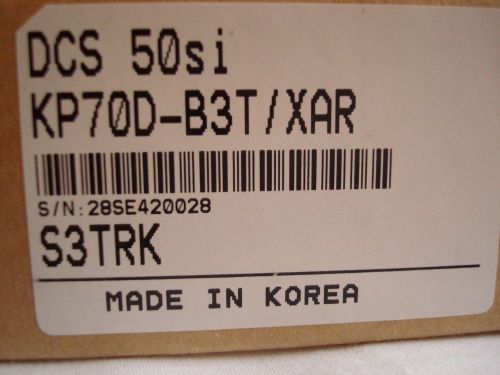 DCS 50si
KP70D-B3T/XAR
S/N:28SE420028
S3TRK
MADE IN KOREA